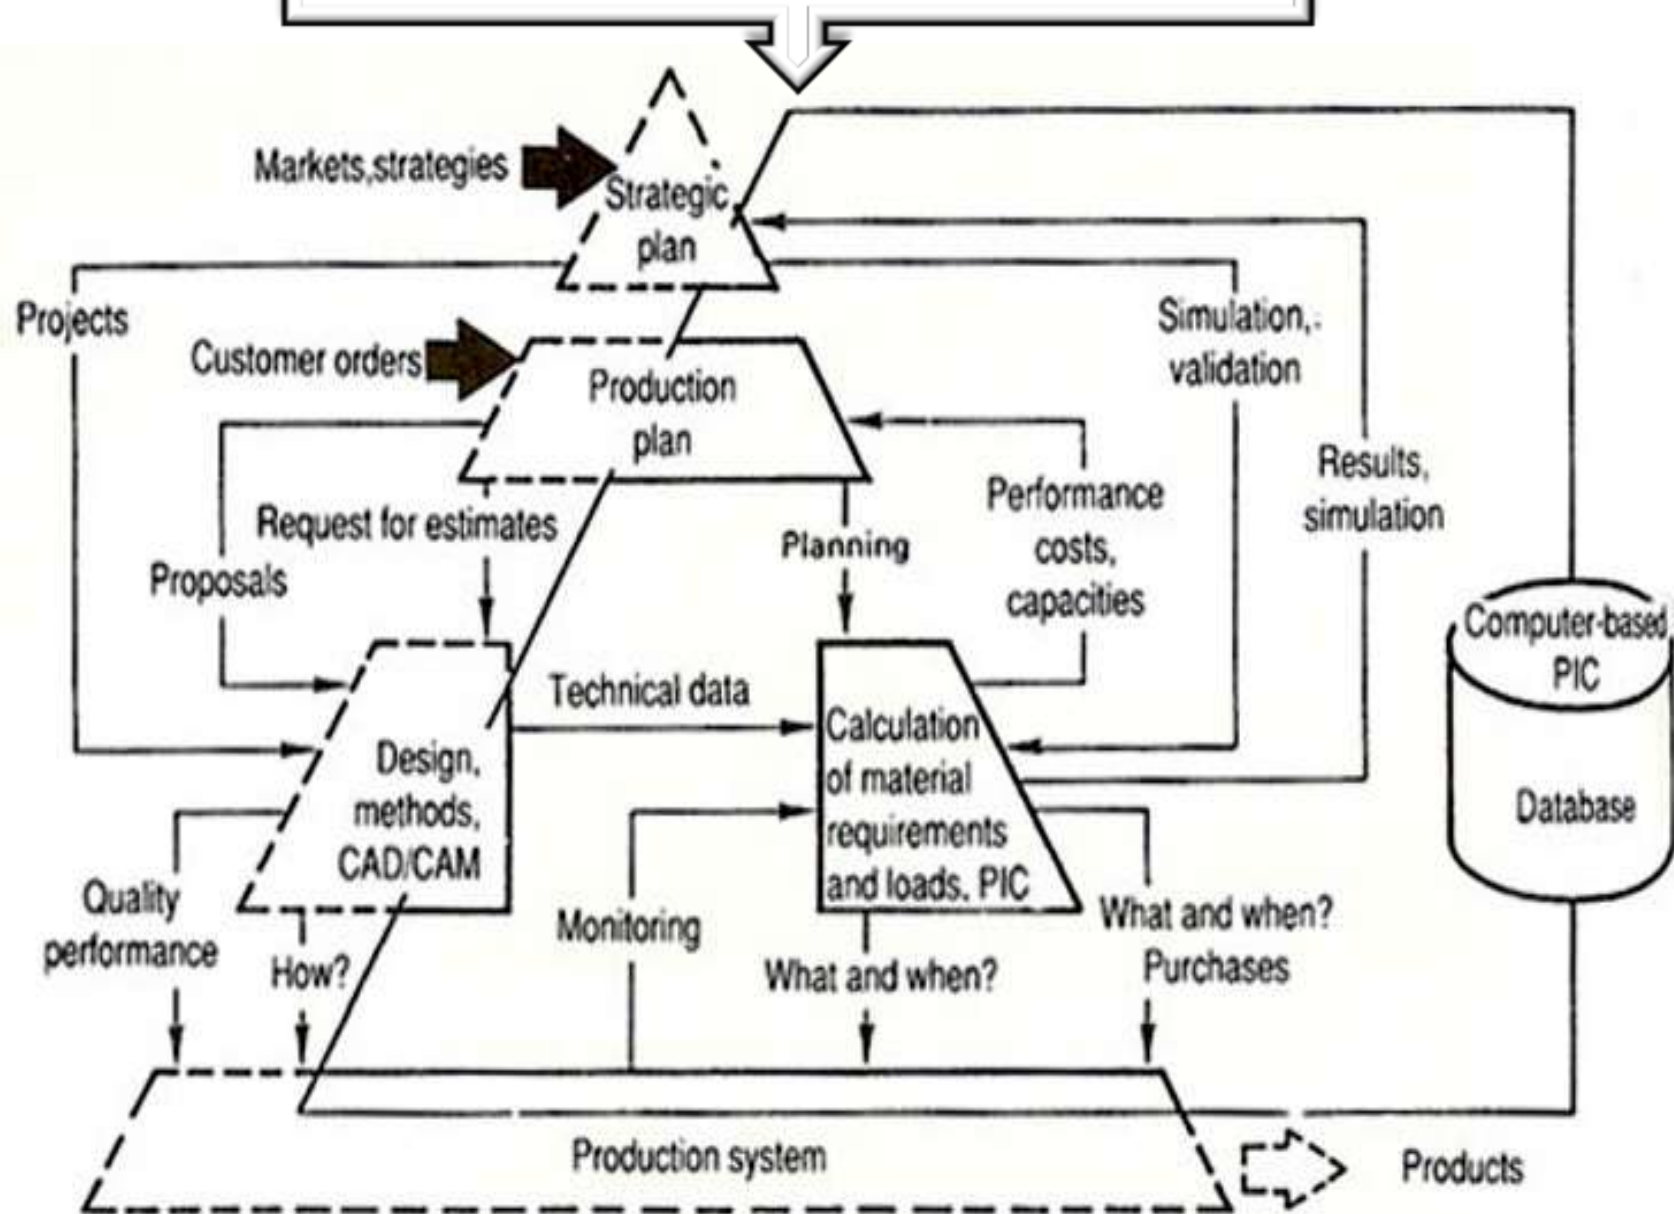 Markets,strategies
Strategic
plan
Projects
Customer orders
Production
plan
Simulation,
validation
Results,
simulation
Performance
costs,
capacities
Request for estimates
Planning
Proposals
Computer-based
PIC
Database
Technical data
Design,
methods,
CAD/CAM
Calculation
of material
requirements
and loads, PIC
Quality
performance
How?
Monitoring
What and when?
What and when?
Purchases
Production system
Products